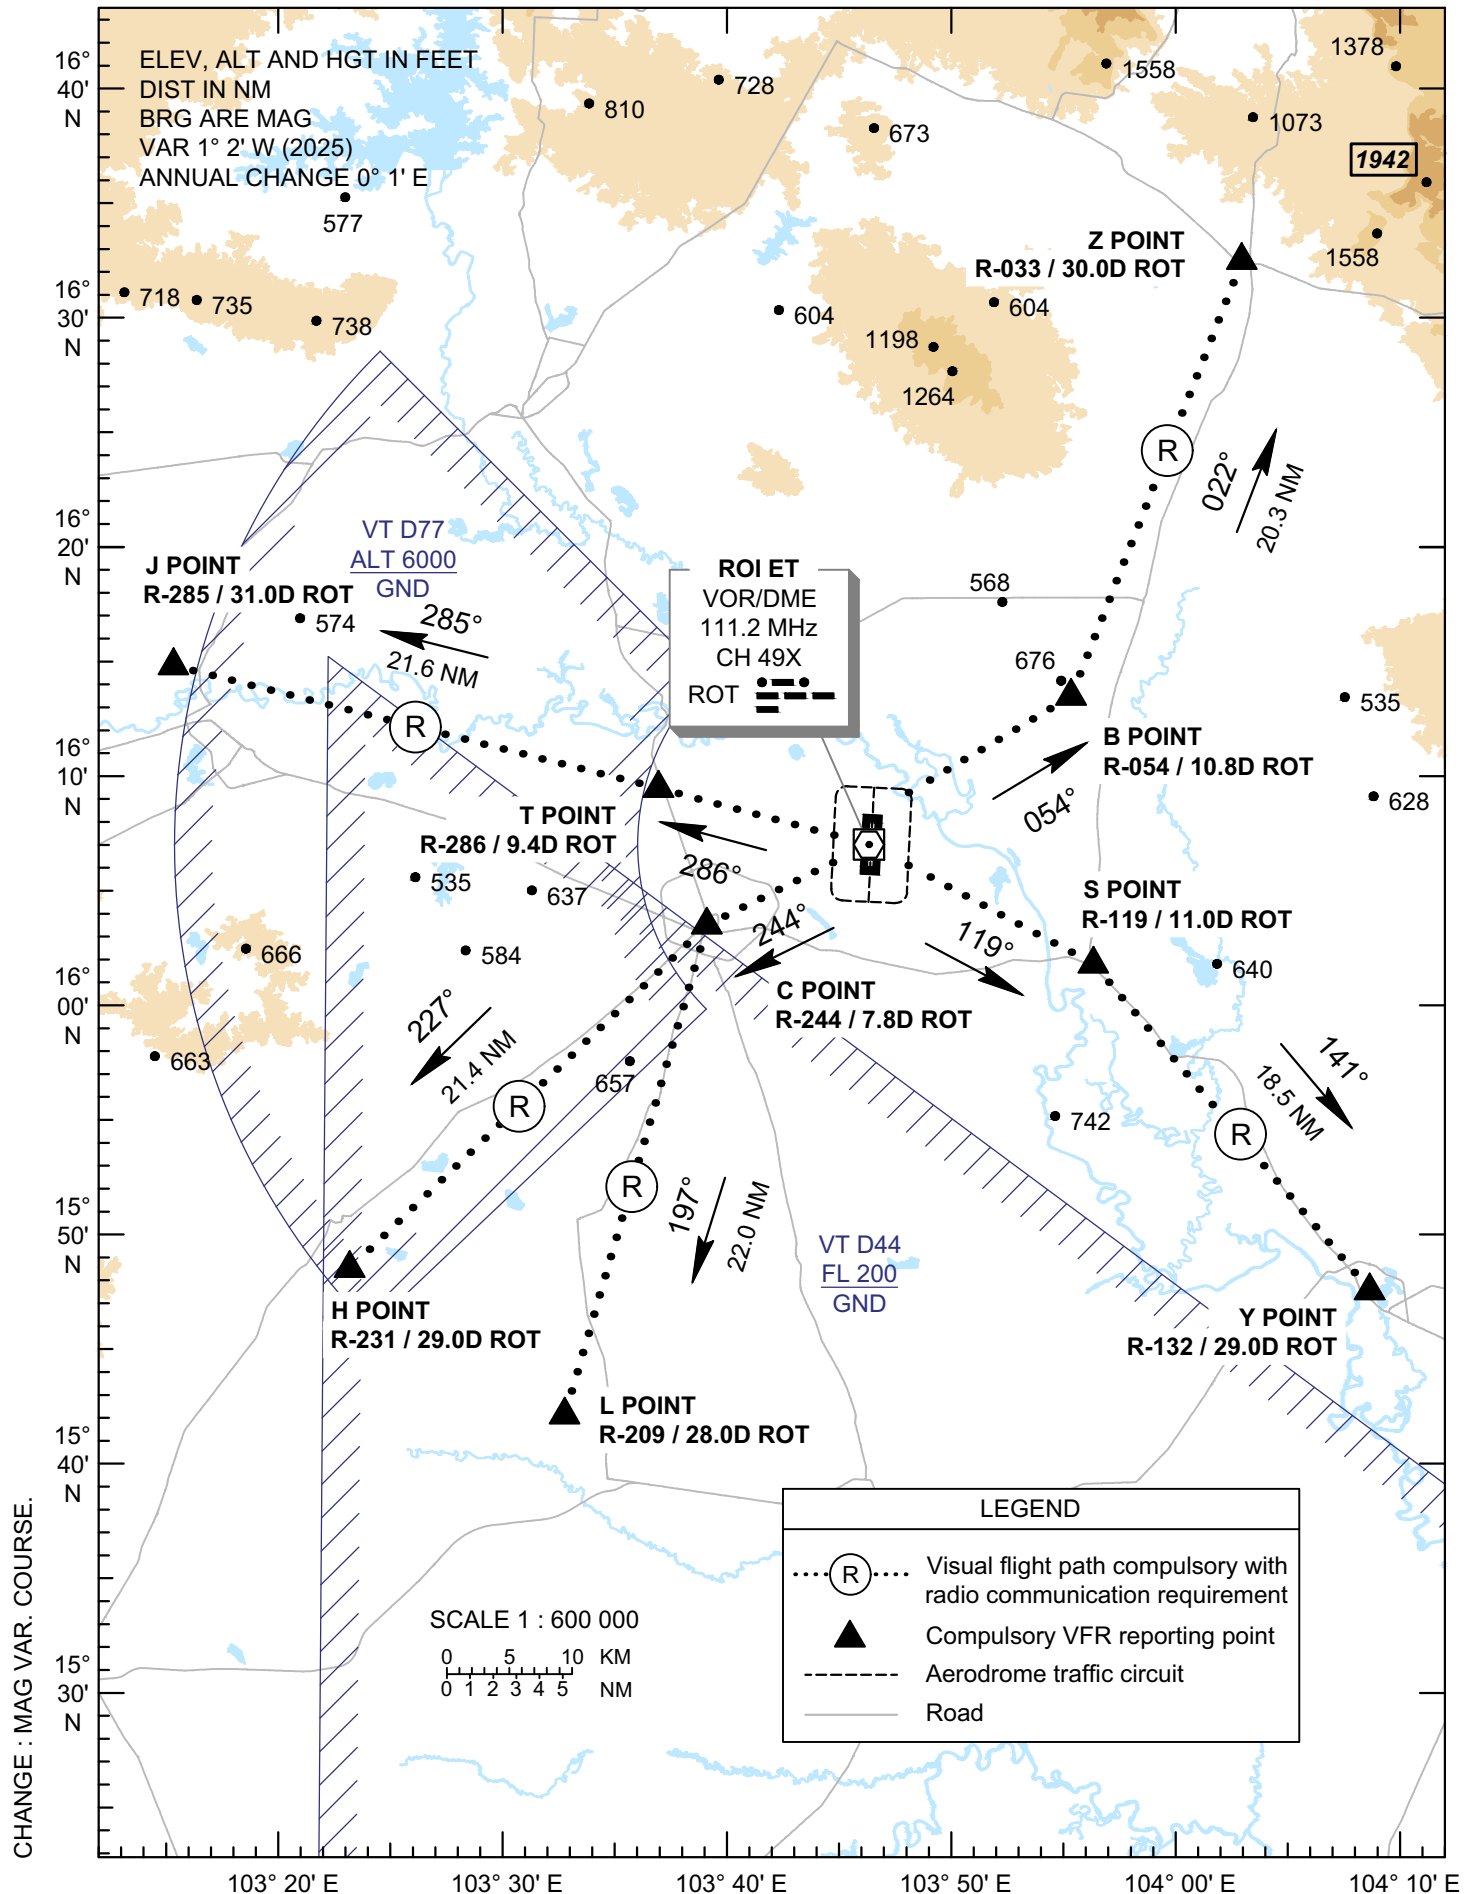 ELEV, ALT AND HGT IN FEET
DIST IN NM
BRG ARE MAG
VAR 1° 2' W (2025)
ANNUAL CHANGE 0° 1' E
577
810
728
673
1558
1378
1073
1942
1558
16°
40'
N
Z POINT
R-033 / 30.0D ROT
718
735
738
604
604
1198
1264
16°
30'
N
R
022°
20.3 NM
16°
20'
N
VT D77
ALT 6000
GND
J POINT
R-285 / 31.0D ROT
574
285°
21.6 NM
R
ROI ET
VOR/DME
111.2 MHz
CH 49X
ROT
568
676
535
628
B POINT
R-054 / 10.8D ROT
054°
16°
10'
N
T POINT
R-286 / 9.4D ROT
286°
535
637
584
666
663
244°
119°
S POINT
R-119 / 11.0D ROT
640
C POINT
R-244 / 7.8D ROT
16°
00'
N
227°
21.4 NM
R
657
742
141°
18.5 NM
R
R
197°
22.0 NM
15°
50'
N
VT D44
FL 200
GND
H POINT
R-231 / 29.0D ROT
Y POINT
R-132 / 29.0D ROT
L POINT
R-209 / 28.0D ROT
15°
40'
N
LEGEND
R
Visual flight path compulsory with
radio communication requirement
Compulsory VFR reporting point
Aerodrome traffic circuit
Road
SCALE 1 : 600 000
0 5 10 KM
0 1 2 3 4 5 NM
15°
30'
N
103° 20' E
103° 30' E
103° 40' E
103° 50' E
104° 00' E
104° 10' E
CHANGE : MAG VAR. COURSE.